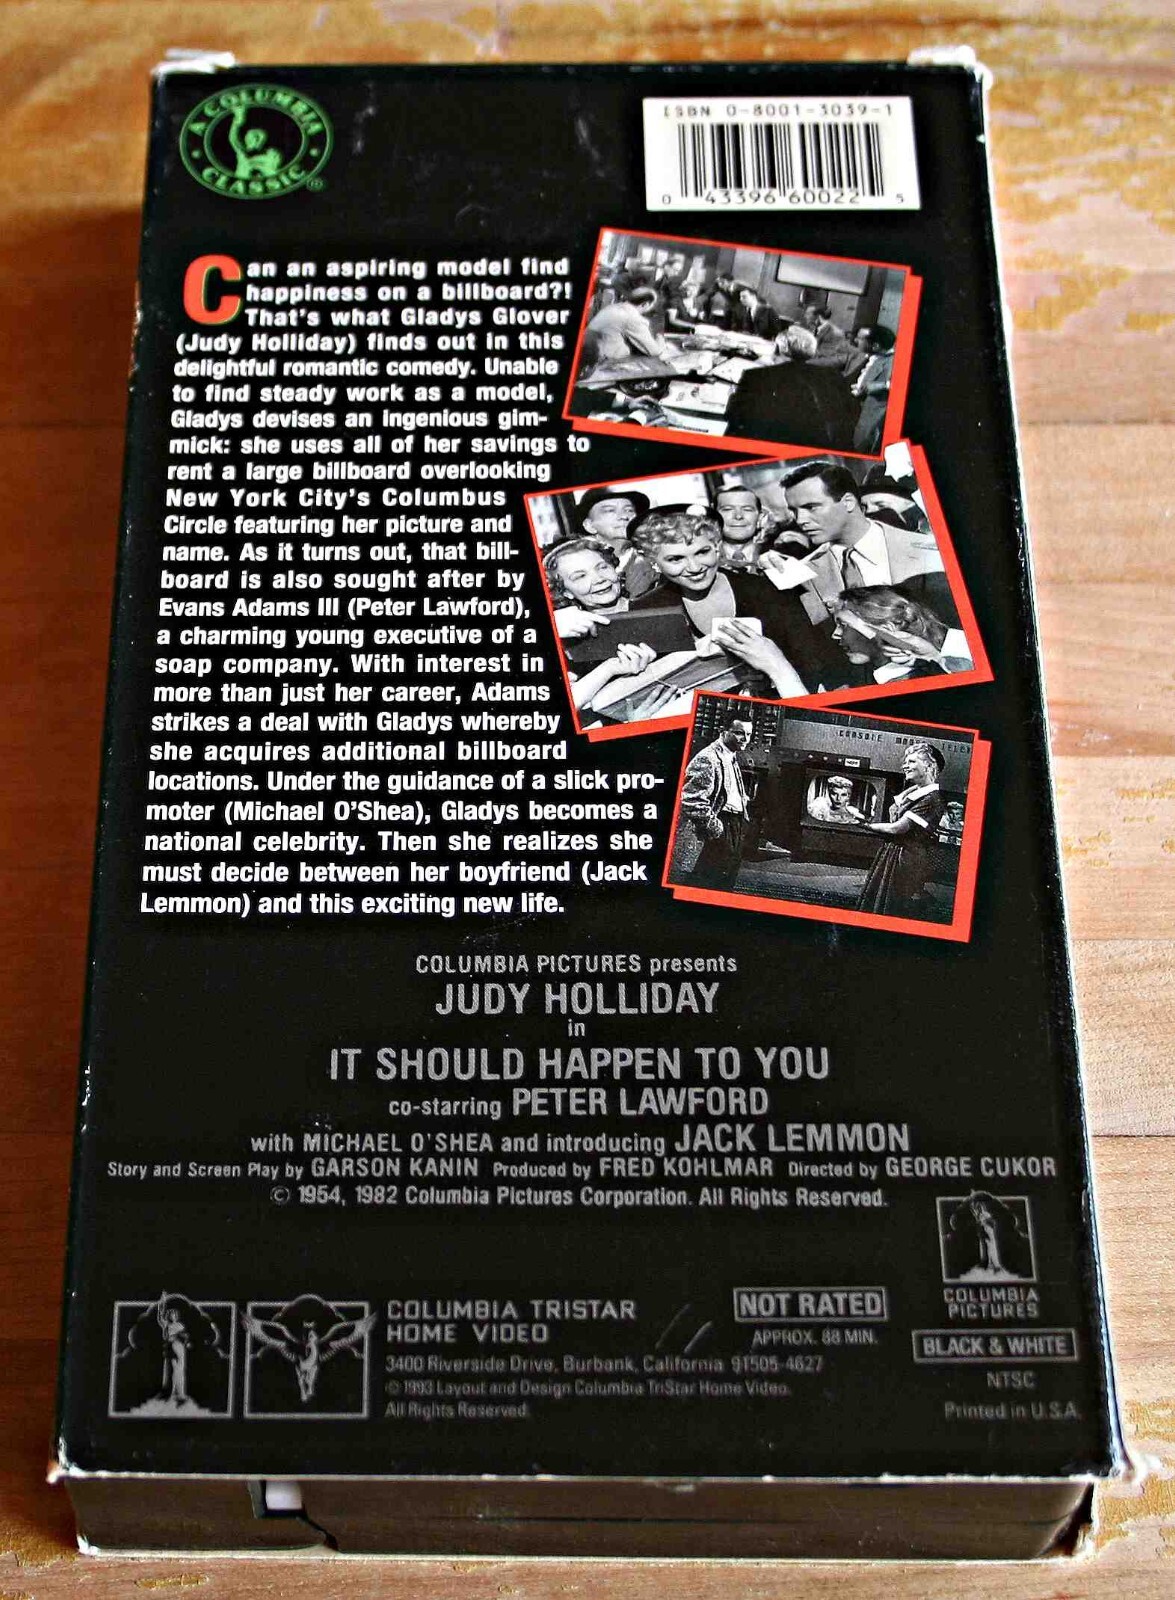 A COLUMBIA CLASSIC ®
ISBN 0-8001-3039-1
0 43396 60022 5
Can an aspiring model find
happiness on a billboard?!
That's what Gladys Glover
(Judy Holliday) finds out in this
delightful romantic comedy. Unable
to find steady work as a model,
Gladys devises an ingenious gim-
mick: she uses all of her savings to
rent a large billboard overlooking
New York City's Columbus
Circle featuring her picture and
name. As it turns out, that bill-
board is also sought after by
Evans Adams III (Peter Lawford),
a charming young executive of a
soap company. With interest in
more than just her career, Adams
strikes a deal with Gladys whereby
she acquires additional billboard
locations. Under the guidance of a slick pro-
moter (Michael O'Shea), Gladys becomes a
national celebrity. Then she realizes she
must decide between her boyfriend (Jack
Lemmon) and this exciting new life.
CONSOLE
COLUMBIA PICTURES presents
JUDY HOLLIDAY
in
IT SHOULD HAPPEN TO YOU
co-starring PETER LAWFORD
with MICHAEL O'SHEA and introducing JACK LEMMON
Story and Screen Play by GARSON KANIN Produced by FRED KOHLMAR Directed by GEORGE CUKOR
© 1954, 1982 Columbia Pictures Corporation. All Rights Reserved.
COLUMBIA
PICTURES
COLUMBIA TRISTAR
HOME VIDEO
3400 Riverside Drive, Burbank, California 91505-4627
© 1993 Layout and Design Columbia TriStar Home Video.
All Rights Reserved.
NOT RATED
APPROX. 88 MIN.
BLACK & WHITE
NTSC
Printed in U.S.A.